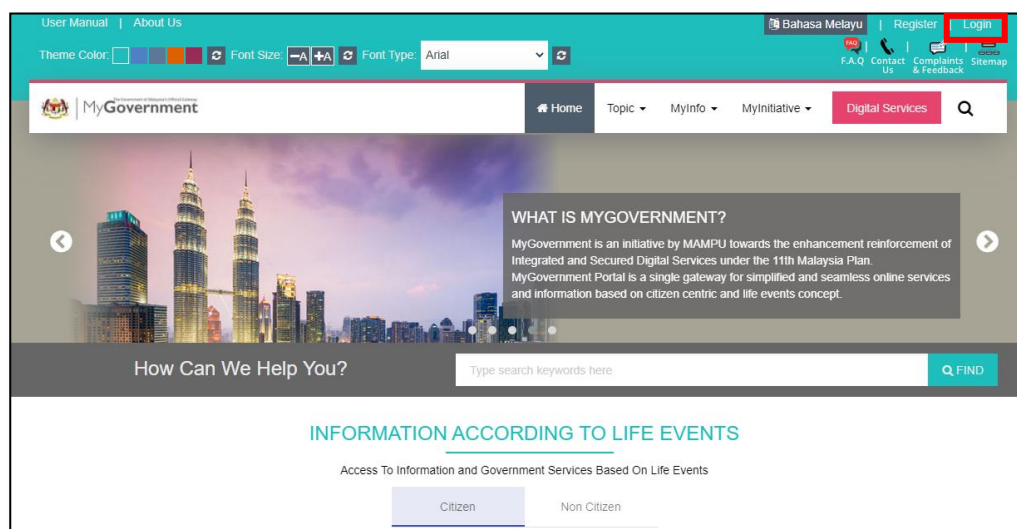 User Manual | About Us
Bahasa Melayu | Register | Login
Theme Color: Font Size: -A +A Font Type: Arial
FAQ
F.A.Q Contact Us Complaints & Feedback Sitemap
MyGovernment
Home Topic MyInfo MyInitiative Digital Services
WHAT IS MYGOVERNMENT?
MyGovernment is an initiative by MAMPU towards the enhancement reinforcement of
Integrated and Secured Digital Services under the 11th Malaysia Plan.
MyGovernment Portal is a single gateway for simplified and seamless online services
and information based on citizen centric and life events concept.
How Can We Help You?
Type search keywords here
FIND
INFORMATION ACCORDING TO LIFE EVENTS
Access To Information and Government Services Based On Life Events
Citizen Non Citizen